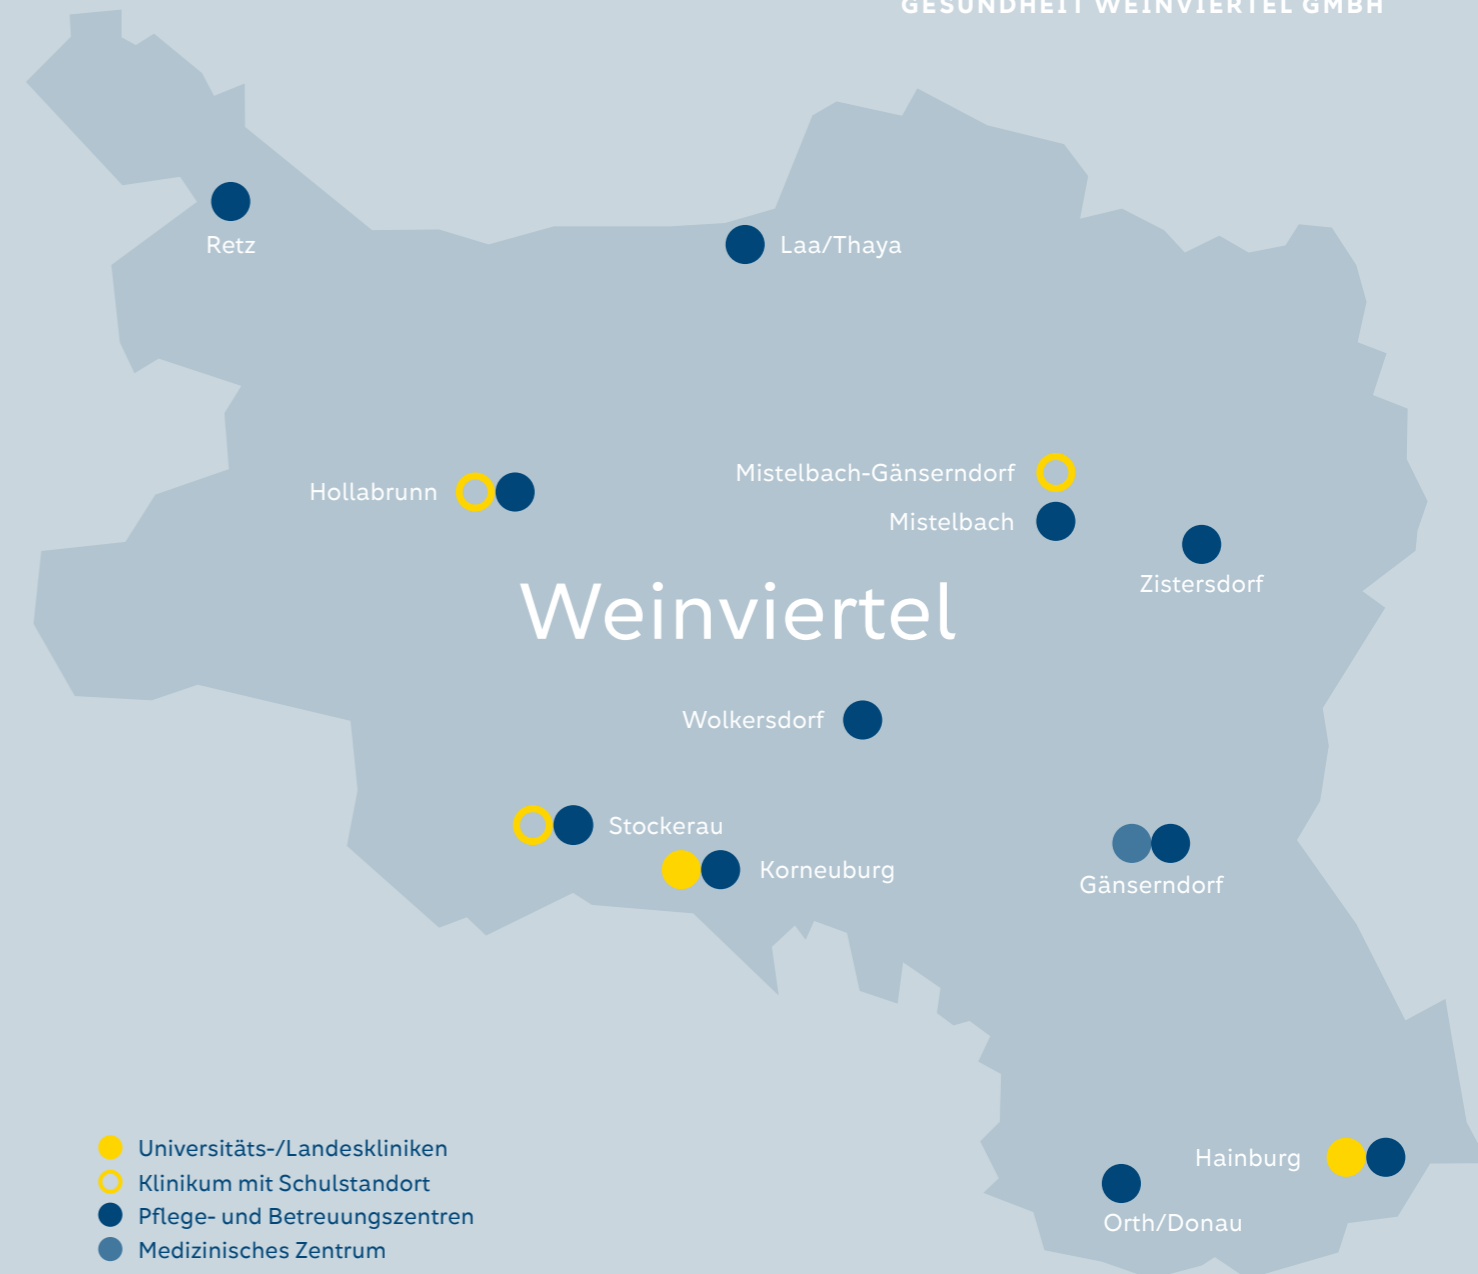 GESUNDHEIT WEINVIERTEL GMBH
Retz
Laa/Thaya
Mistelbach-Gänserndorf
Hollabrunn
Mistelbach
Zistersdorf
Weinviertel
Wolkersdorf
Stockerau
Korneuburg
Gänserndorf
Hainburg
Orth/Donau
Universitäts-/Landeskliniken
Klinikum mit Schulstandort
Pflege- und Betreuungszentren
Medizinisches Zentrum